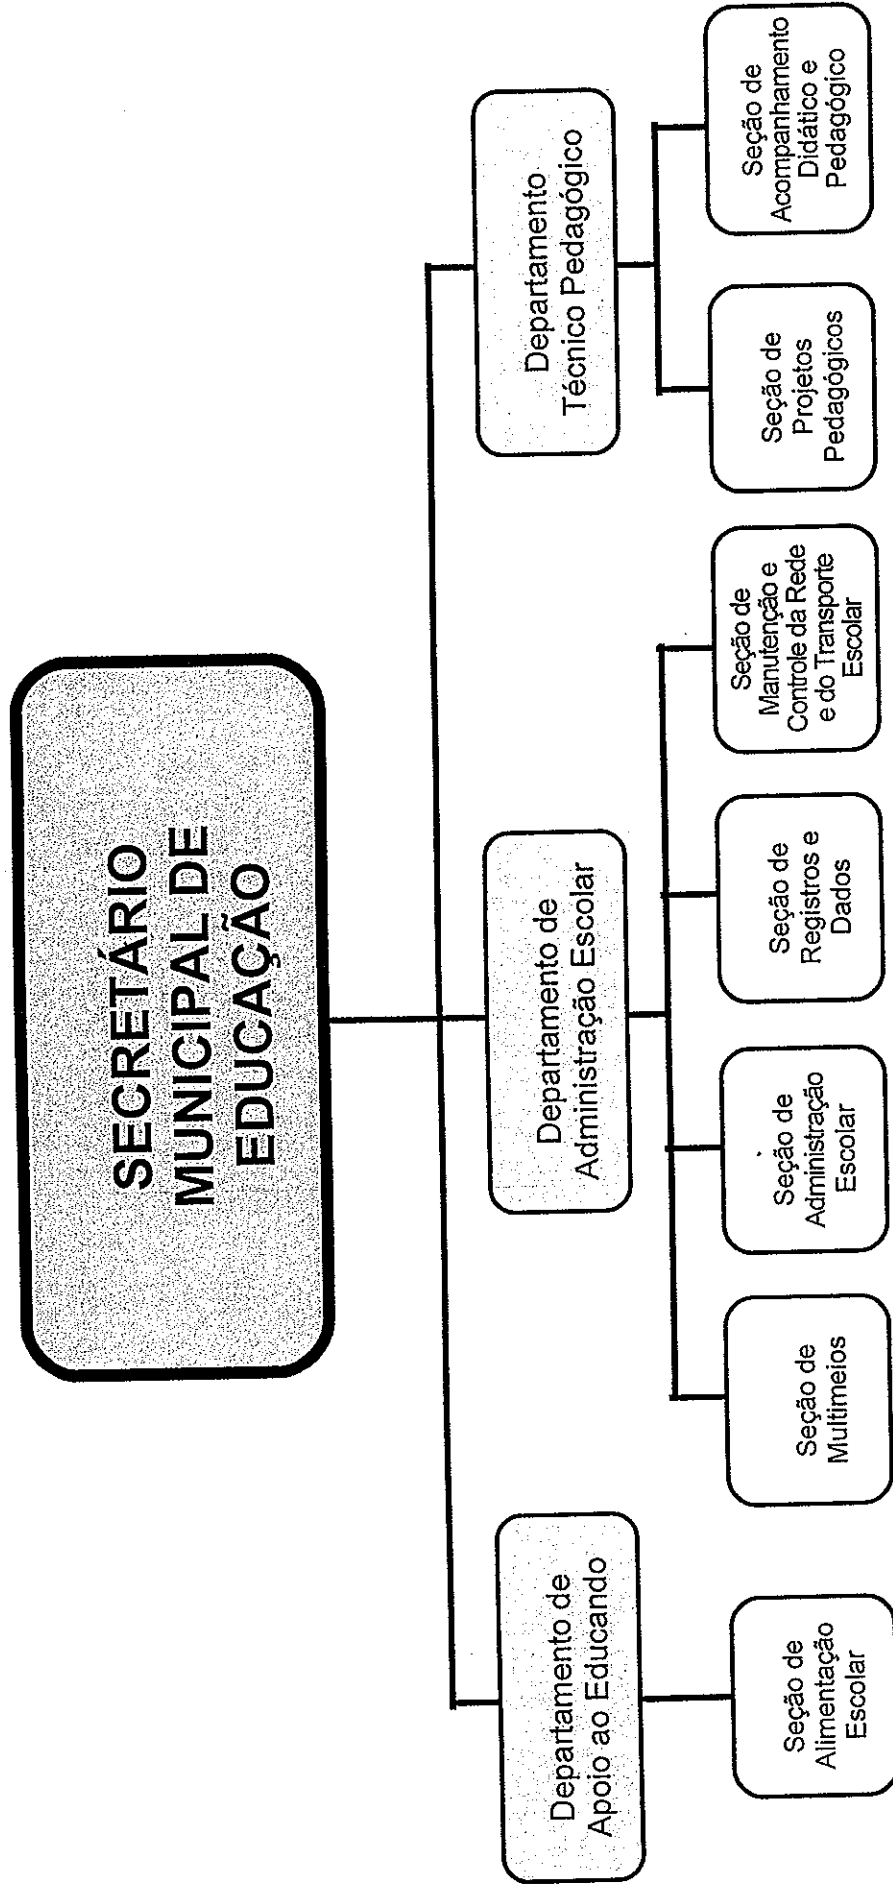 SECRETÁRIO
MUNICIPAL DE
EDUCAÇÃO
Departamento de
Apoio ao Educando
Departamento de
Administração Escolar
Departamento
Técnico Pedagógico
Seção de
Alimentação
Escolar
Seção de
Multimeios
Seção de
Administração
Escolar
Seção de
Registros e
Dados
Seção de
Manutenção e
Controle da Rede
e do Transporte
Escolar
Seção de
Projetos
Pedagógicos
Seção de
Acompanhamento
Didático e
Pedagógico